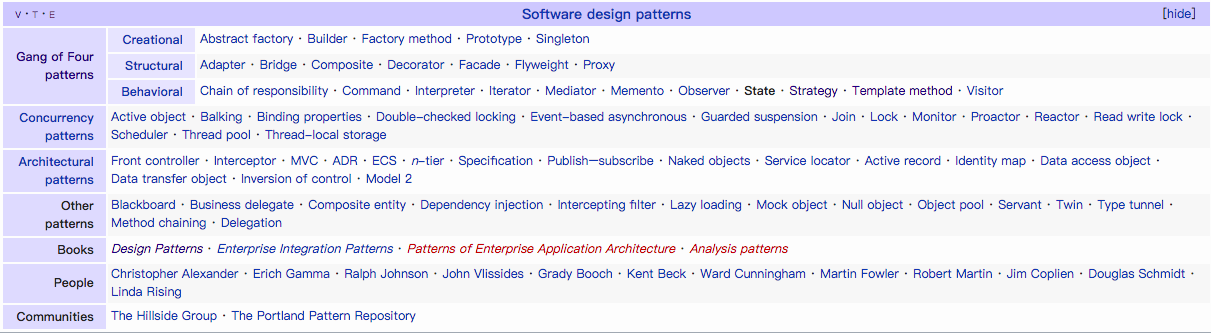 V · T · E Software design patterns [hide]
Gang of Four patterns
Creational Abstract factory · Builder · Factory method · Prototype · Singleton
Structural Adapter · Bridge · Composite · Decorator · Facade · Flyweight · Proxy
Behavioral Chain of responsibility · Command · Interpreter · Iterator · Mediator · Memento · Observer · State · Strategy · Template method · Visitor
Concurrency patterns
Active object · Balking · Binding properties · Double-checked locking · Event-based asynchronous · Guarded suspension · Join · Lock · Monitor · Proactor · Reactor · Read write lock ·
Scheduler · Thread pool · Thread-local storage
Architectural patterns
Front controller · Interceptor · MVC · ADR · ECS · n-tier · Specification · Publish–subscribe · Naked objects · Service locator · Active record · Identity map · Data access object ·
Data transfer object · Inversion of control · Model 2
Other patterns
Blackboard · Business delegate · Composite entity · Dependency injection · Intercepting filter · Lazy loading · Mock object · Null object · Object pool · Servant · Twin · Type tunnel ·
Method chaining · Delegation
Books Design Patterns · Enterprise Integration Patterns · Patterns of Enterprise Application Architecture · Analysis patterns
People
Christopher Alexander · Erich Gamma · Ralph Johnson · John Vlissides · Grady Booch · Kent Beck · Ward Cunningham · Martin Fowler · Robert Martin · Jim Coplien · Douglas Schmidt ·
Linda Rising
Communities The Hillside Group · The Portland Pattern Repository